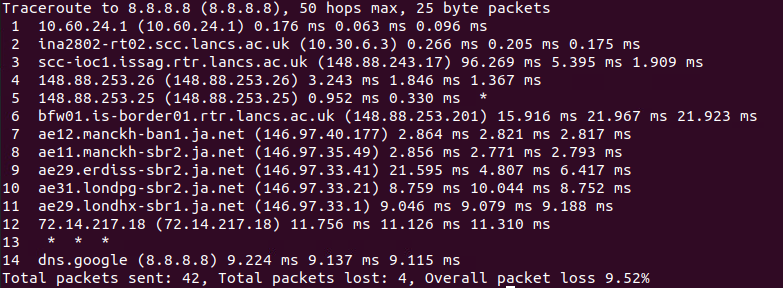 Traceroute to 8.8.8.8 (8.8.8.8), 50 hops max, 25 byte packets
1 10.60.24.1 (10.60.24.1) 0.176 ms 0.063 ms 0.096 ms
2 ina2802-rt02.scc.lancs.ac.uk (10.30.6.3) 0.266 ms 0.205 ms 0.175 ms
3 scc-ioc1.issag.rtr.lancs.ac.uk (148.88.243.17) 96.269 ms 5.395 ms 1.909 ms
4 148.88.253.26 (148.88.253.26) 3.243 ms 1.846 ms 1.367 ms
5 148.88.253.25 (148.88.253.25) 0.952 ms 0.330 ms *
6 bfw01.is-border01.rtr.lancs.ac.uk (148.88.253.201) 15.916 ms 21.967 ms 21.923 ms
7 ae12.manckh-ban1.ja.net (146.97.40.177) 2.864 ms 2.821 ms 2.817 ms
8 ae11.manckh-sbr2.ja.net (146.97.35.49) 2.856 ms 2.771 ms 2.793 ms
9 ae29.erdiss-sbr2.ja.net (146.97.33.41) 21.595 ms 4.807 ms 6.417 ms
10 ae31.londpg-sbr2.ja.net (146.97.33.21) 8.759 ms 10.044 ms 8.752 ms
11 ae29.londhx-sbr1.ja.net (146.97.33.1) 9.046 ms 9.079 ms 9.188 ms
12 72.14.217.18 (72.14.217.18) 11.756 ms 11.126 ms 11.310 ms
13 * * *
14 dns.google (8.8.8.8) 9.224 ms 9.137 ms 9.115 ms
Total packets sent: 42, Total packets lost: 4, Overall packet loss 9.52%